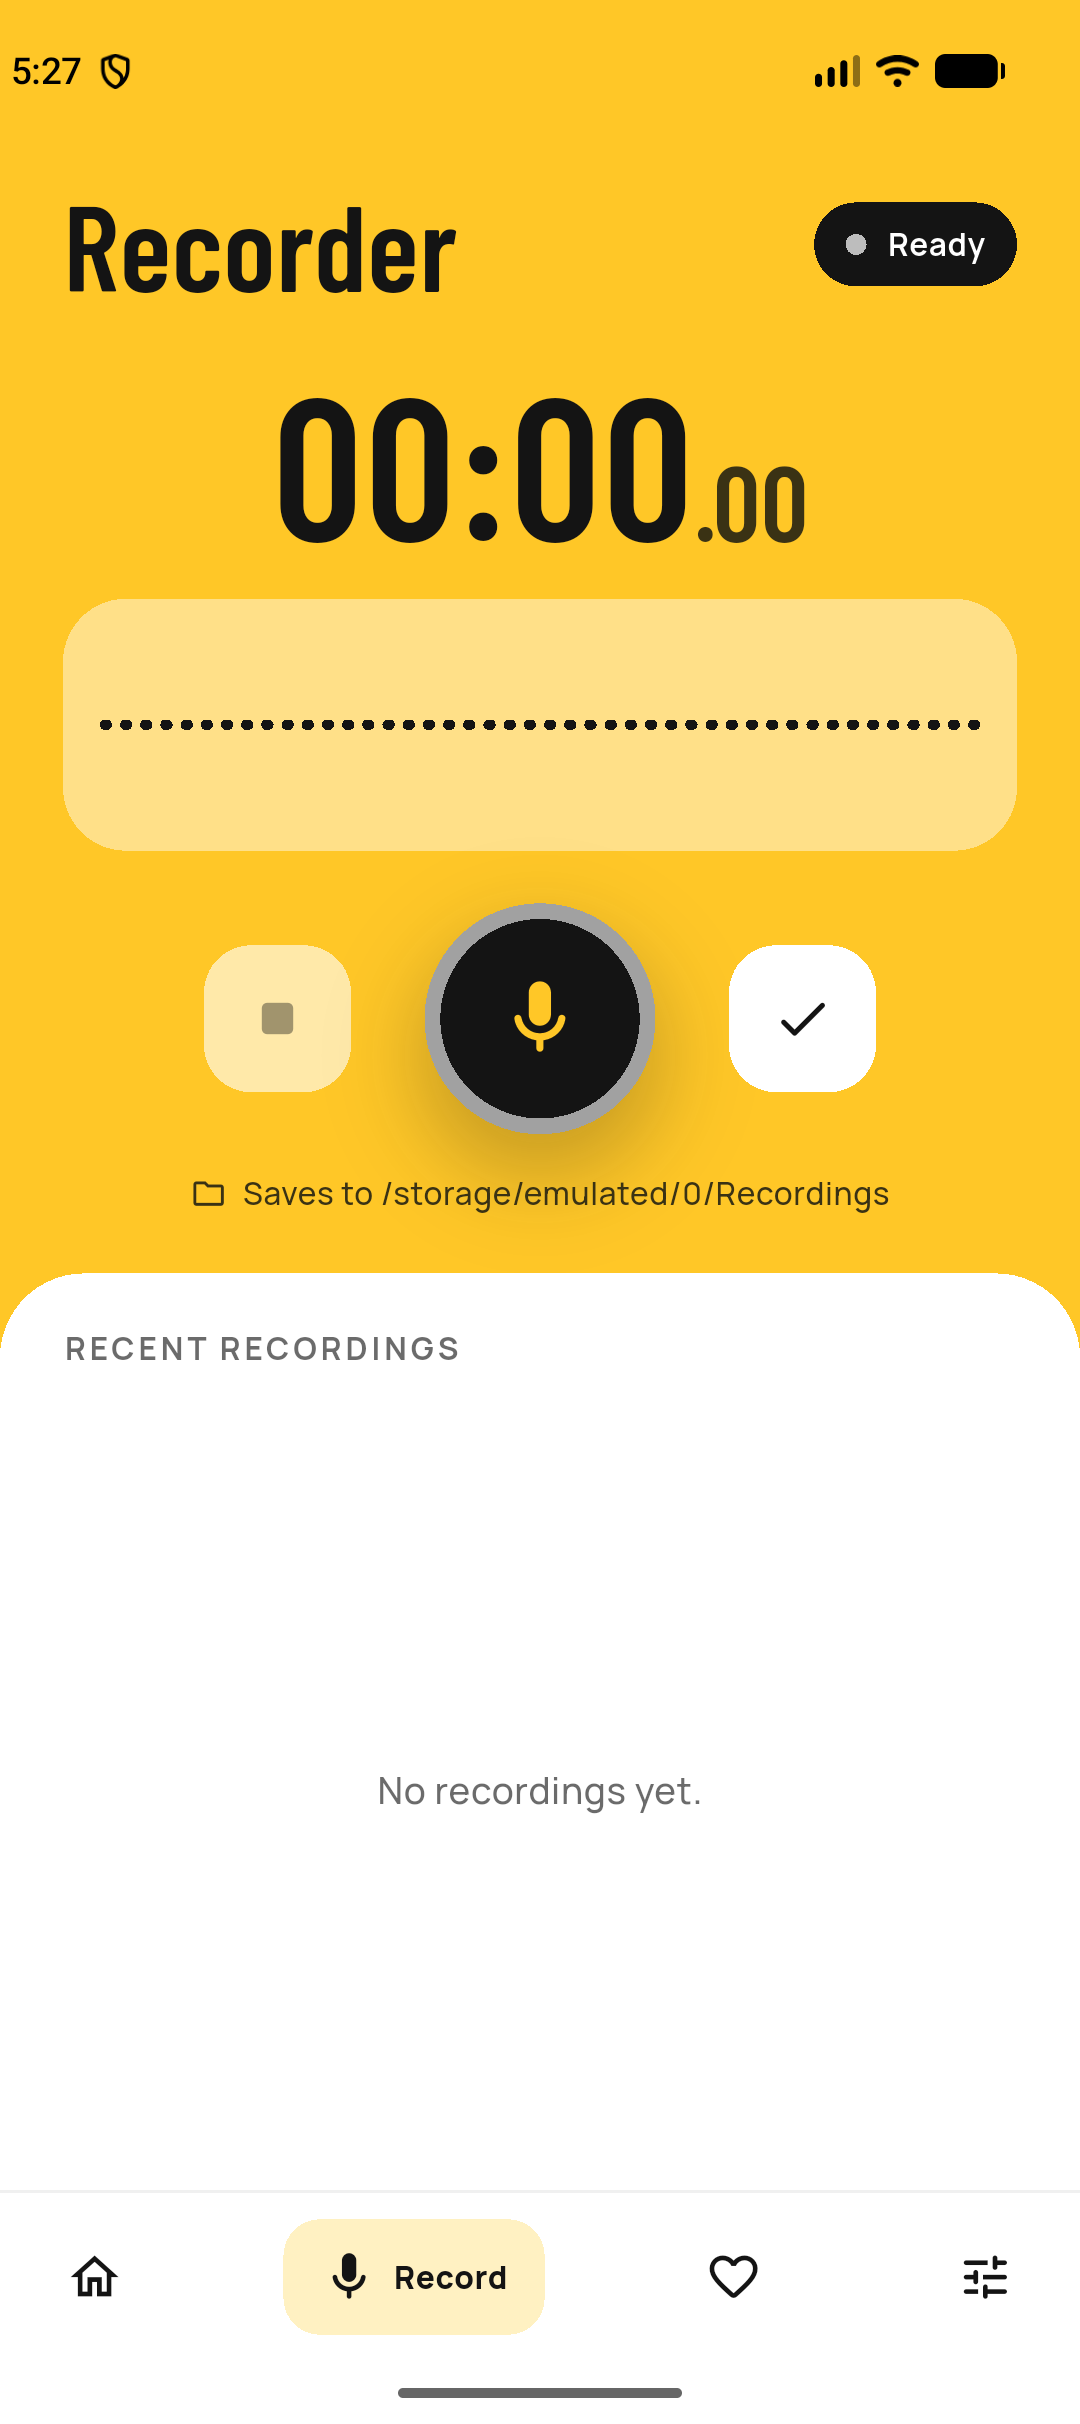 5:27
Recorder
Ready
00:00.00
Saves to /storage/emulated/0/Recordings
RECENT RECORDINGS
No recordings yet.
Record